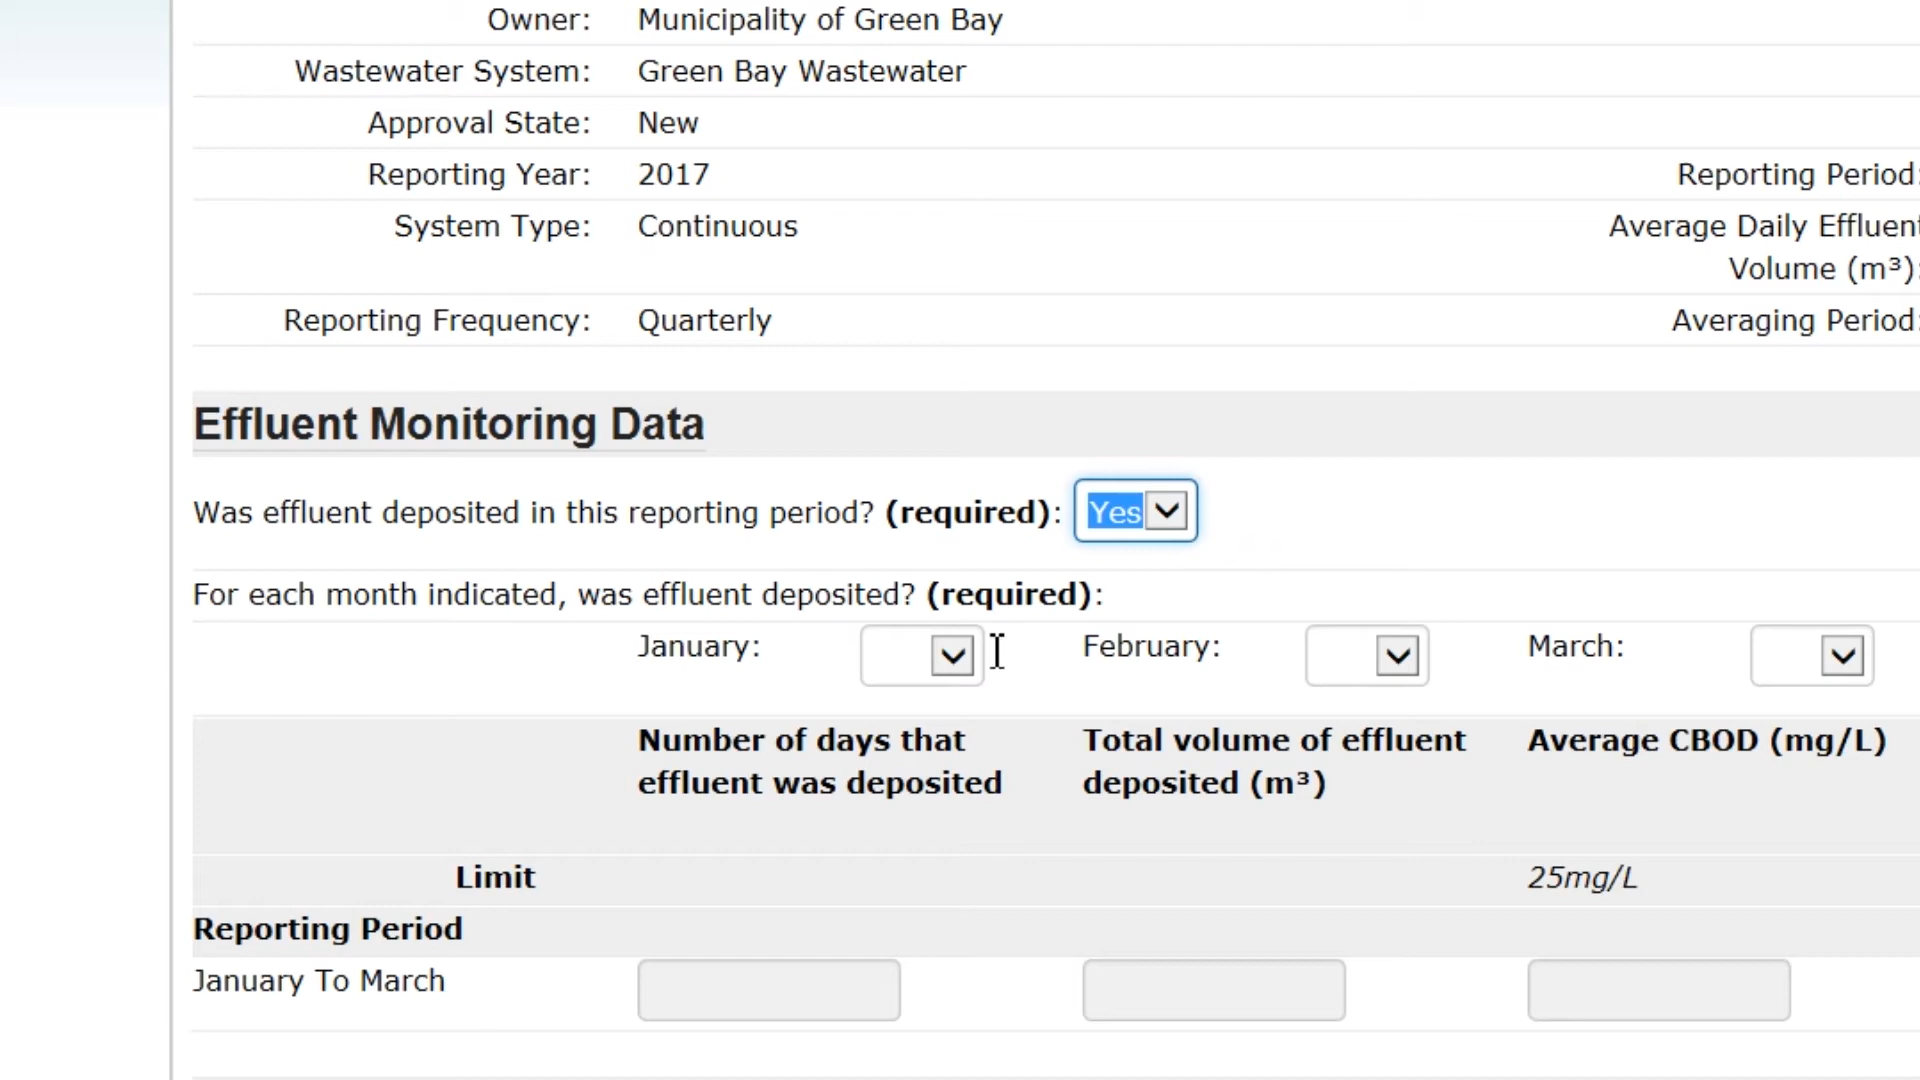 Owner: Municipality of Green Bay
Wastewater System: Green Bay Wastewater
Approval State: New
Reporting Year: 2017 Reporting Period:
System Type: Continuous Average Daily Effluent
Volume (m³):
Reporting Frequency: Quarterly Averaging Period:
Effluent Monitoring Data
Was effluent deposited in this reporting period? (required): Yes
For each month indicated, was effluent deposited? (required):
January: February: March:
Number of days that Total volume of effluent Average CBOD (mg/L)
effluent was deposited deposited (m³)
Limit 25mg/L
Reporting Period
January To March